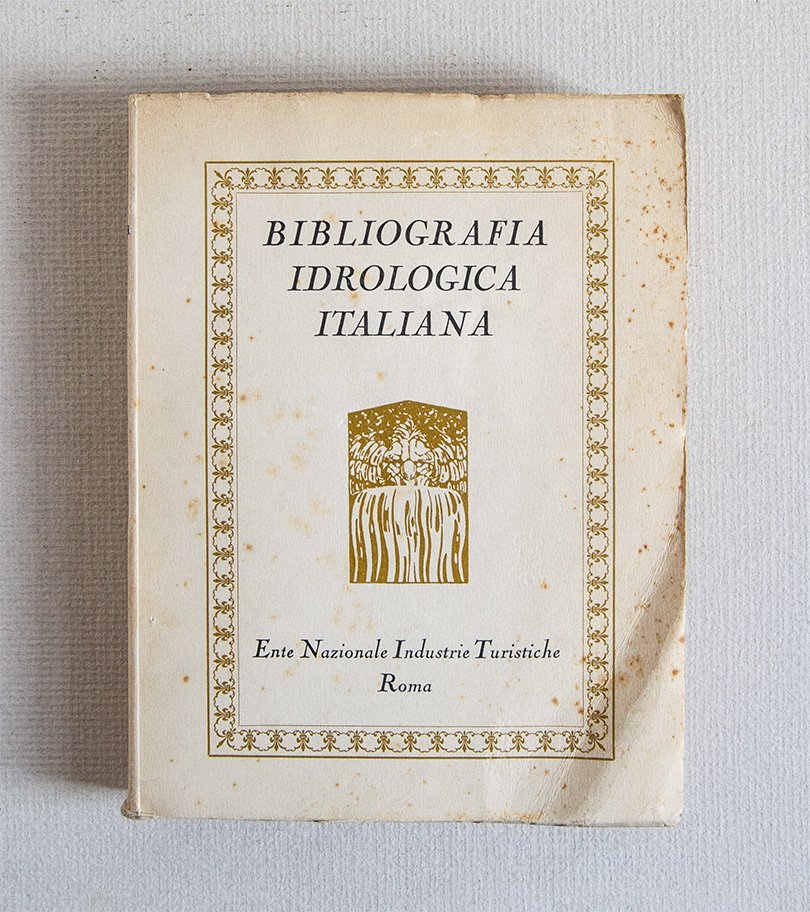 BIBLIOGRAFIA
IDROLOGICA
ITALIANA
Ente Nazionale Industrie Turistiche
Roma